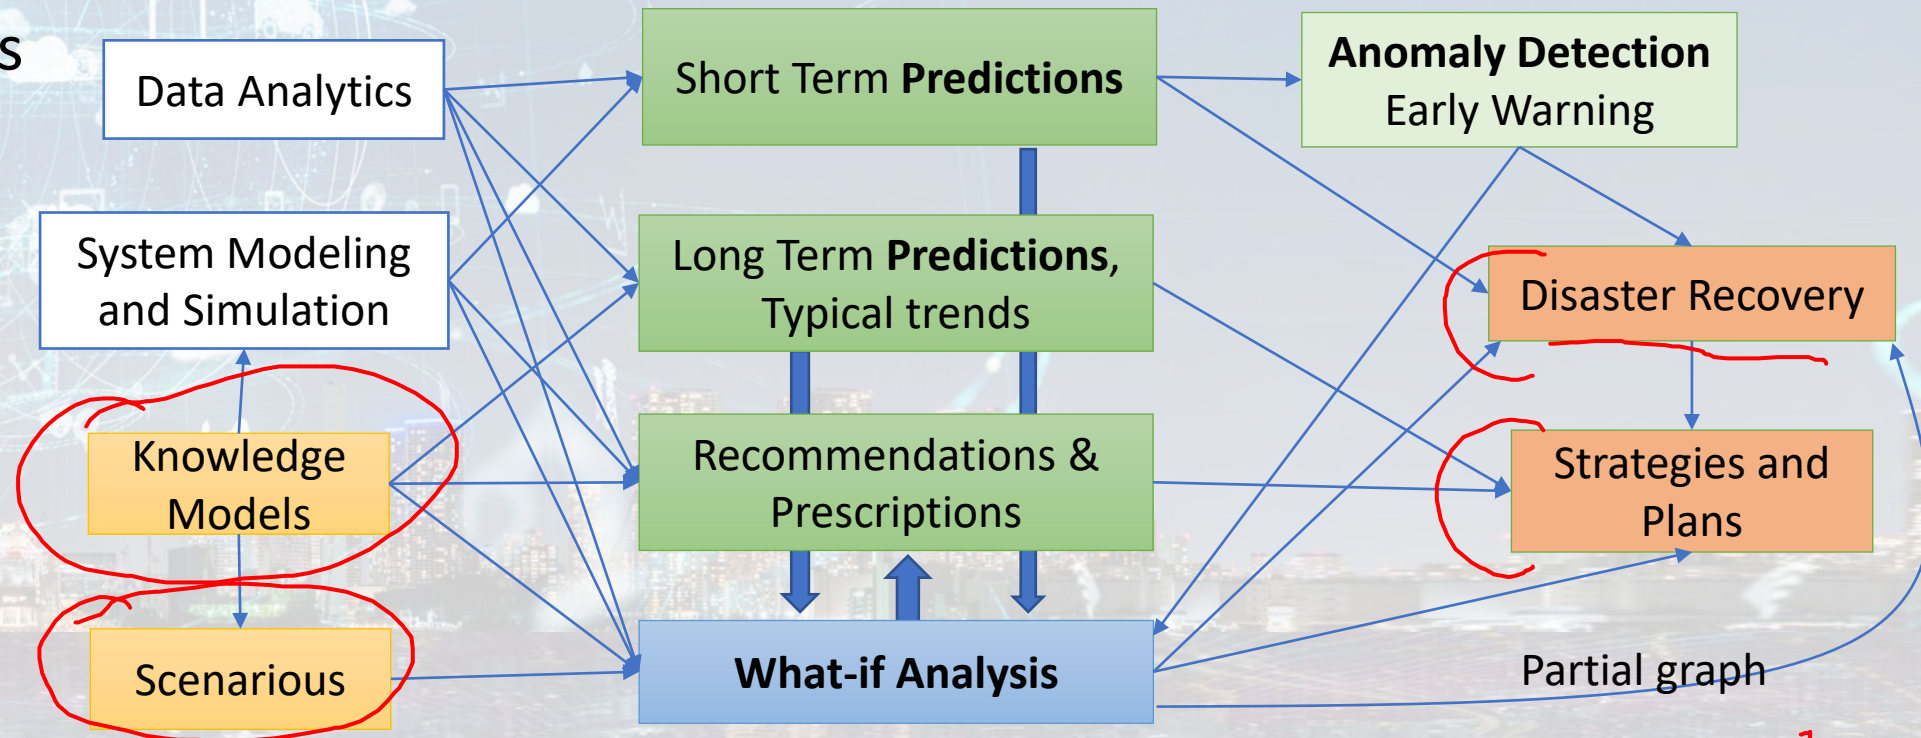 s
Data Analytics
System Modeling
and Simulation
Knowledge
Models
Scenarious
Short Term Predictions
Long Term Predictions,
Typical trends
Recommendations &
Prescriptions
What-if Analysis
Anomaly Detection
Early Warning
Disaster Recovery
Strategies and
Plans
Partial graph